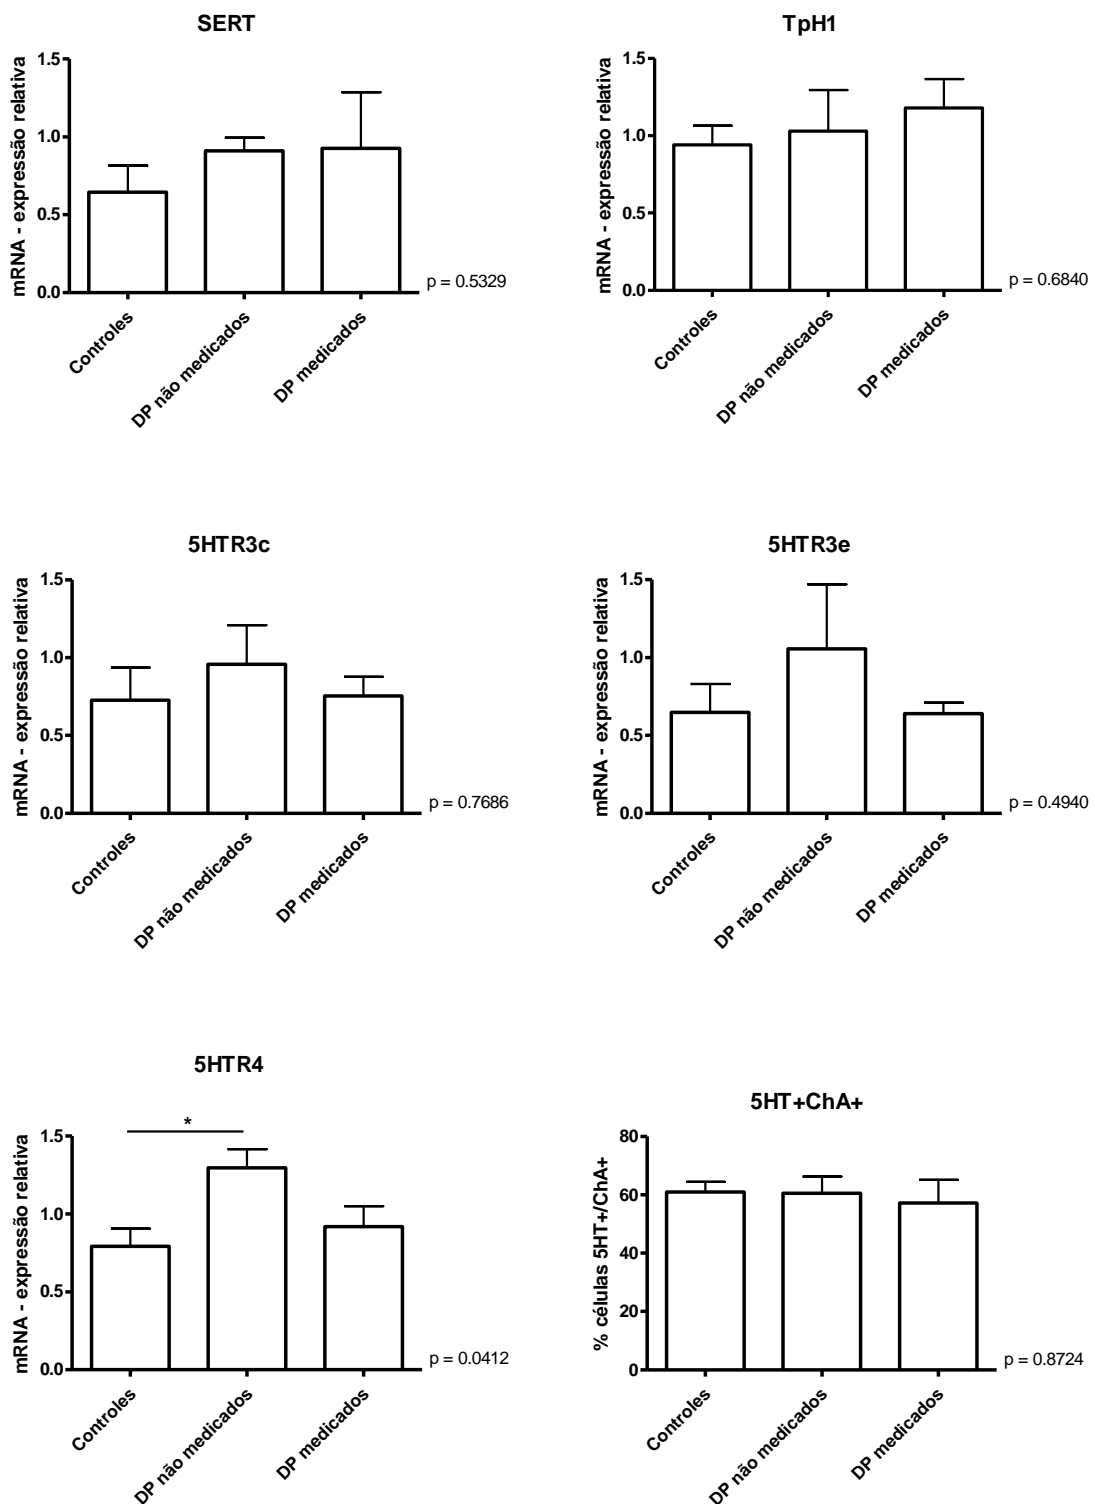 SERT
mRNA - expressão relativa
1.5
1.0
0.5
0.0
Controles
DP não medicados
DP medicados
p = 0.5329
TpH1
mRNA - expressão relativa
1.5
1.0
0.5
0.0
Controles
DP não medicados
DP medicados
p = 0.6840
5HTR3c
mRNA - expressão relativa
1.5
1.0
0.5
0.0
Controles
DP não medicados
DP medicados
p = 0.7686
5HTR3e
mRNA - expressão relativa
1.5
1.0
0.5
0.0
Controles
DP não medicados
DP medicados
p = 0.4940
5HTR4
mRNA - expressão relativa
1.5
1.0
0.5
0.0
*
Controles
DP não medicados
DP medicados
p = 0.0412
5HT+ChA+
% células 5HT+/ChA+
80
60
40
20
0
Controles
DP não medicados
DP medicados
p = 0.8724